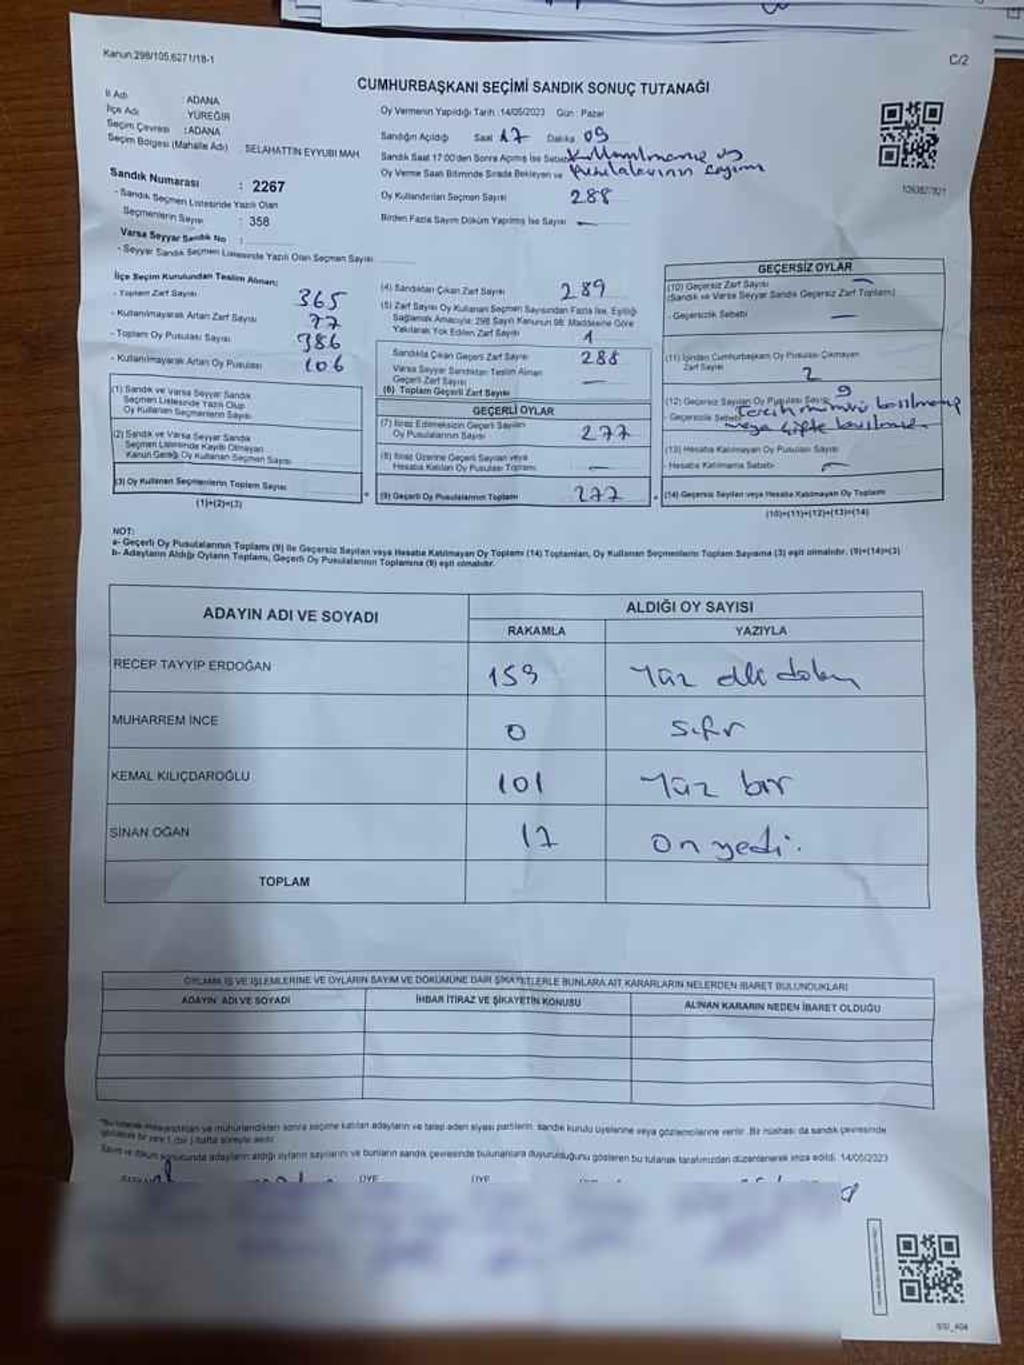 Kanun.298/105,6271/18-1
C/2
CUMHURBAŞKANI SEÇİMİ SANDIK SONUÇ TUTANAĞI
İl Adı : ADANA
İlçe Adı : YÜREĞİR
Seçim Çevresi : ADANA
Seçim Bölgesi (Mahalle Adı) : SELAHATTİN EYYUBİ MAH.
Oy Vermenin Yapıldığı Tarih : 14/05/2023 Gün : Pazar
Sandığın Açıldığı Saat 17 Dakika 09
Sandık Saat 17:00'den Sonra Açılmış İse Sebebi Kullanılmamış oy
Oy Verme Saati Bitiminde Sırada Bekleyen ve pusulalarının sayımı
Oy Kullandırılan Seçmen Sayısı 288
Birden Fazla Sayım Döküm Yapılmış İse Sayısı —
Sandık Numarası : 2267
- Sandık Seçmen Listesinde Yazılı Olan
Seçmenlerin Sayısı : 358
Varsa Seyyar Sandık No :
- Seyyar Sandık Seçmen Listesinde Yazılı Olan Seçmen Sayısı
İlçe Seçim Kurulundan Teslim Alınan;
- Toplam Zarf Sayısı 365
- Kullanılmayarak Artan Zarf Sayısı 77
- Toplam Oy Pusulası Sayısı 386
- Kullanılmayarak Artan Oy Pusulası 106
(1) Sandık ve Varsa Seyyar Sandık
Seçmen Listesinde Yazılı Olup
Oy Kullanan Seçmenlerin Sayısı
(2) Sandık ve Varsa Seyyar Sandık
Seçmen Listesinde Kayıtlı Olmayan
Kanun Gereği Oy Kullanan Seçmen Sayısı
(3) Oy Kullanan Seçmenlerin Toplam Sayısı
(1)+(2)=(3)
(4) Sandıktan Çıkan Zarf Sayısı 289
(5) Zarf Sayısı Oy Kullanan Seçmen Sayısından Fazla İse, Eşitliği
Sağlamak Amacıyla; 298 Sayılı Kanunun 98. Maddesine Göre
Yakılarak Yok Edilen Zarf Sayısı 1
Sandıkta Çıkan Geçerli Zarf Sayısı 288
Varsa Seyyar Sandıktan Teslim Alınan
Geçerli Zarf Sayısı —
(6) Toplam Geçerli Zarf Sayısı
GEÇERLİ OYLAR
(7) İtiraz Edilmeksizin Geçerli Sayılan
Oy Pusulalarının Sayısı 277
(8) İtiraz Üzerine Geçerli Sayılan veya
Hesaba Katılan Oy Pusulası Toplamı —
(9) Geçerli Oy Pusulalarının Toplamı 277
GEÇERSİZ OYLAR
(10) Geçersiz Zarf Sayısı —
(Sandık ve Varsa Seyyar Sandık Geçersiz Zarf Toplamı)
- Geçersizlik Sebebi —
(11) İçinden Cumhurbaşkanı Oy Pusulası Çıkmayan
Zarf Sayısı 2
(12) Geçersiz Sayılan Oy Pusulası Sayısı 9
- Geçersizlik Sebebi Tercih mührü basılmamış
veya çifte basılması
(13) Hesaba Katılmayan Oy Pusulası Sayısı
- Hesaba Katılmama Sebebi —
(14) Geçersiz Sayılan veya Hesaba Katılmayan Oy Toplamı
(10)+(11)+(12)+(13)=(14)
NOT:
a- Geçerli Oy Pusulalarının Toplamı (9) ile Geçersiz Sayılan veya Hesaba Katılmayan Oy Toplamı (14) Toplamları, Oy Kullanan Seçmenlerin Toplam Sayısına (3) eşit olmalıdır. (9)+(14)=(3)
b- Adayların Aldığı Oyların Toplamı, Geçerli Oy Pusulalarının Toplamına (9) eşit olmalıdır.
ADAYIN ADI VE SOYADI
ALDIĞI OY SAYISI
RAKAMLA YAZIYLA
RECEP TAYYİP ERDOĞAN 159 Yüz elli dokuz
MUHARREM İNCE 0 Sıfır
KEMAL KILIÇDAROĞLU 101 Yüz bir
SİNAN OĞAN 17 On yedi.
TOPLAM
OYLAMA İŞ VE İŞLEMLERİNE VE OYLARIN SAYIM VE DÖKÜMÜNE DAİR ŞİKAYETLERLE BUNLARA AİT KARARLARIN NELERDEN İBARET BULUNDUKLARI
ADAYIN ADI VE SOYADI İHBAR İTİRAZ VE ŞİKAYETİN KONUSU ALINAN KARARIN NEDEN İBARET OLDUĞU
imzalandıktan ve mühürlendikten sonra seçime katılan adayların ve talep eden siyasi partilerin, sandık kurulu üyelerine veya gözlemcilerine verilir. Bir nüshası da sandık çevresinde
bir yere 1 (bir) hafta süreyle asılır.
Sayım ve döküm sonucunda adayların aldığı oyların sayılarını ve bunların sandık çevresinde bulunanlara duyurulduğunu gösteren bu tutanak tarafımızdan düzenlenerek imza edildi. 14/05/2023
ÜYE ÜYE